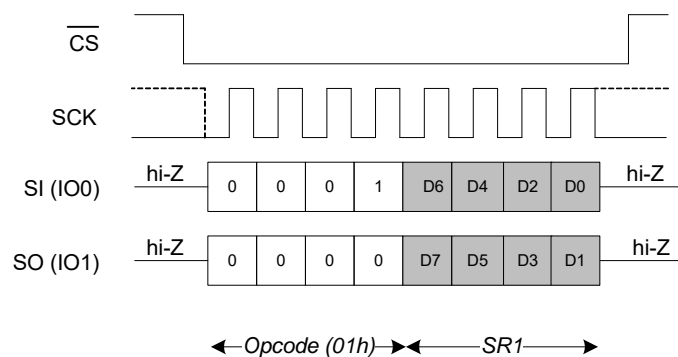 CS
SCK
hi-Z hi-Z
SI (IO0) 0 0 0 1 D6 D4 D2 D0
hi-Z hi-Z
SO (IO1) 0 0 0 0 D7 D5 D3 D1
Opcode (01h) SR1